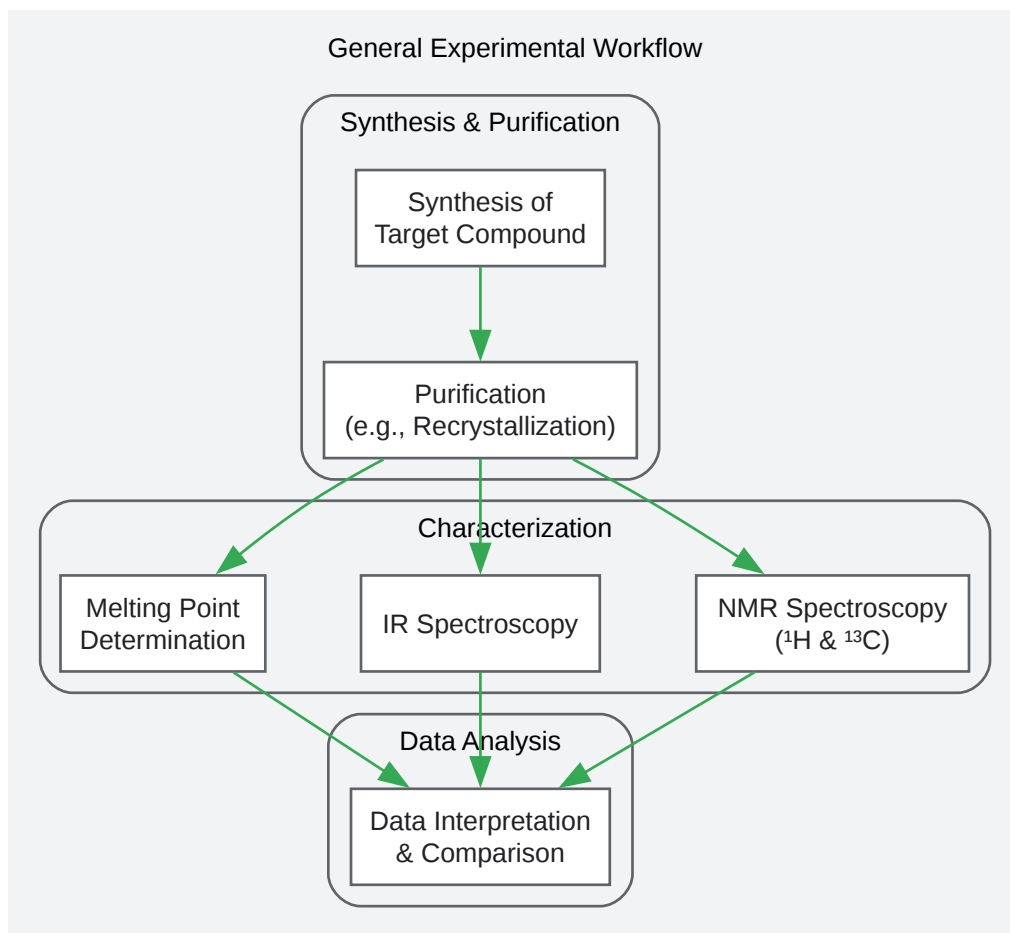 General Experimental Workflow
Synthesis & Purification
Synthesis of
Target Compound
Purification
(e.g., Recrystallization)
Characterization
Melting Point
Determination
IR Spectroscopy
NMR Spectroscopy
(¹H & ¹³C)
Data Analysis
Data Interpretation
& Comparison